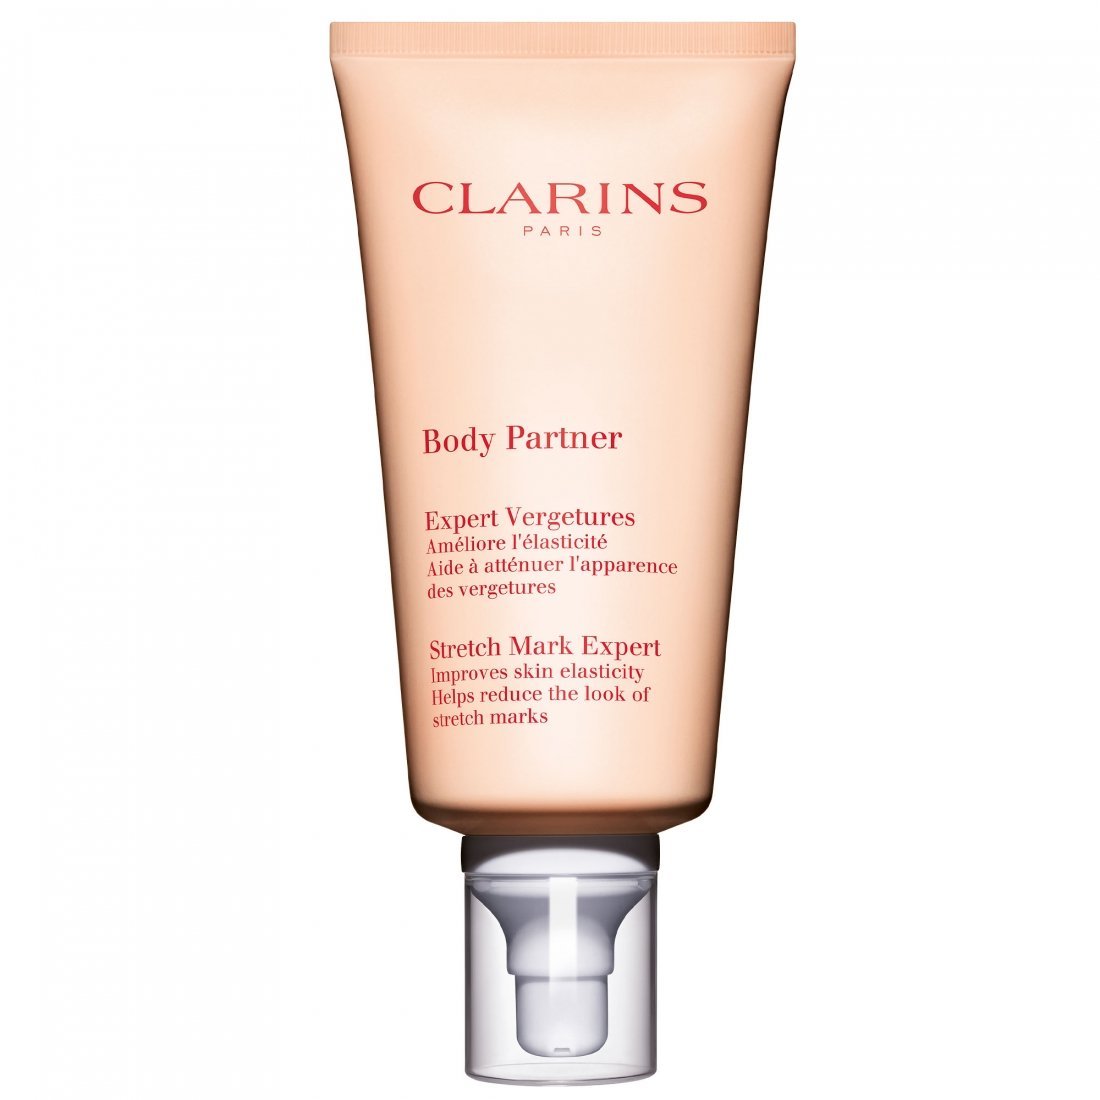 CLARINS
PARIS
Body Partner
Expert Vergetures
Améliore l'élasticité
Aide à atténuer l'apparence
des vergetures
Stretch Mark Expert
Improves skin elasticity
Helps reduce the look of
stretch marks